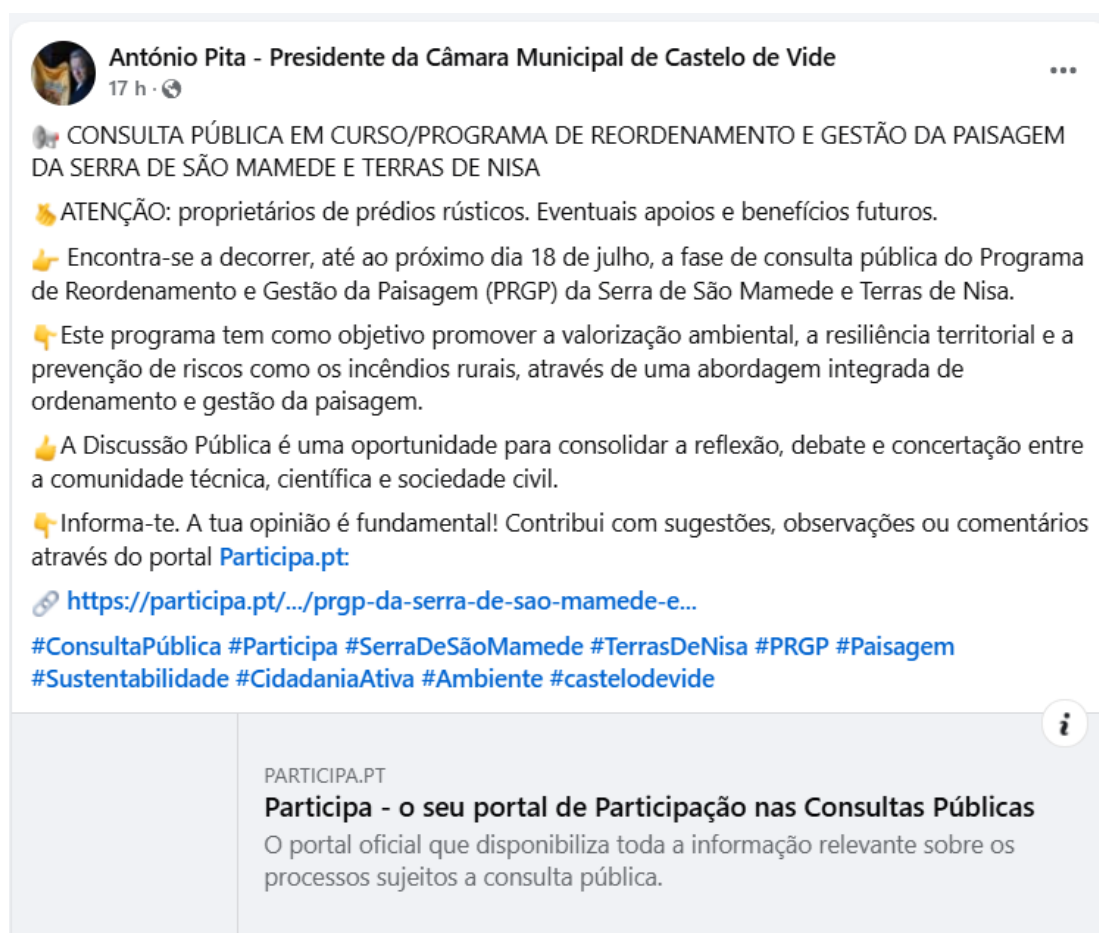 António Pita - Presidente da Câmara Municipal de Castelo de Vide
17 h ·
CONSULTA PÚBLICA EM CURSO/PROGRAMA DE REORDENAMENTO E GESTÃO DA PAISAGEM
DA SERRA DE SÃO MAMEDE E TERRAS DE NISA
ATENÇÃO: proprietários de prédios rústicos. Eventuais apoios e benefícios futuros.
Encontra-se a decorrer, até ao próximo dia 18 de julho, a fase de consulta pública do Programa
de Reordenamento e Gestão da Paisagem (PRGP) da Serra de São Mamede e Terras de Nisa.
Este programa tem como objetivo promover a valorização ambiental, a resiliência territorial e a
prevenção de riscos como os incêndios rurais, através de uma abordagem integrada de
ordenamento e gestão da paisagem.
A Discussão Pública é uma oportunidade para consolidar a reflexão, debate e concertação entre
a comunidade técnica, científica e sociedade civil.
Informa-te. A tua opinião é fundamental! Contribui com sugestões, observações ou comentários
através do portal Participa.pt:
https://participa.pt/.../prgp-da-serra-de-sao-mamede-e...
#ConsultaPública #Participa #SerraDeSãoMamede #TerrasDeNisa #PRGP #Paisagem
#Sustentabilidade #CidadaniaAtiva #Ambiente #castelodevide
PARTICIPA.PT
Participa - o seu portal de Participação nas Consultas Públicas
O portal oficial que disponibiliza toda a informação relevante sobre os
processos sujeitos a consulta pública.